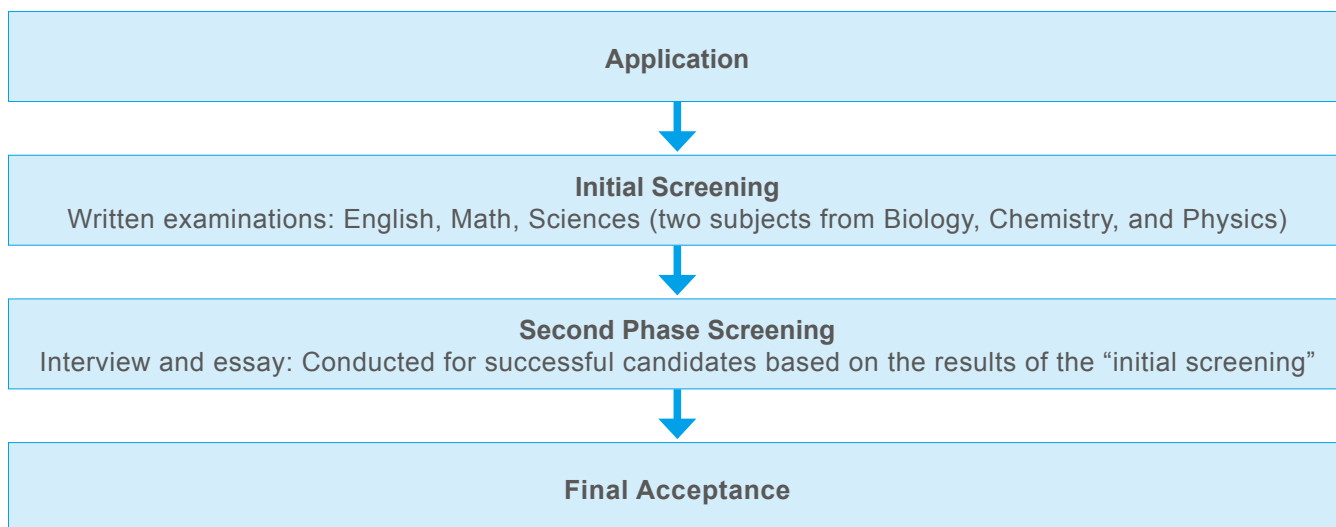 Application
Initial Screening
Written examinations: English, Math, Sciences (two subjects from Biology, Chemistry, and Physics)
Second Phase Screening
Interview and essay: Conducted for successful candidates based on the results of the “initial screening”
Final Acceptance